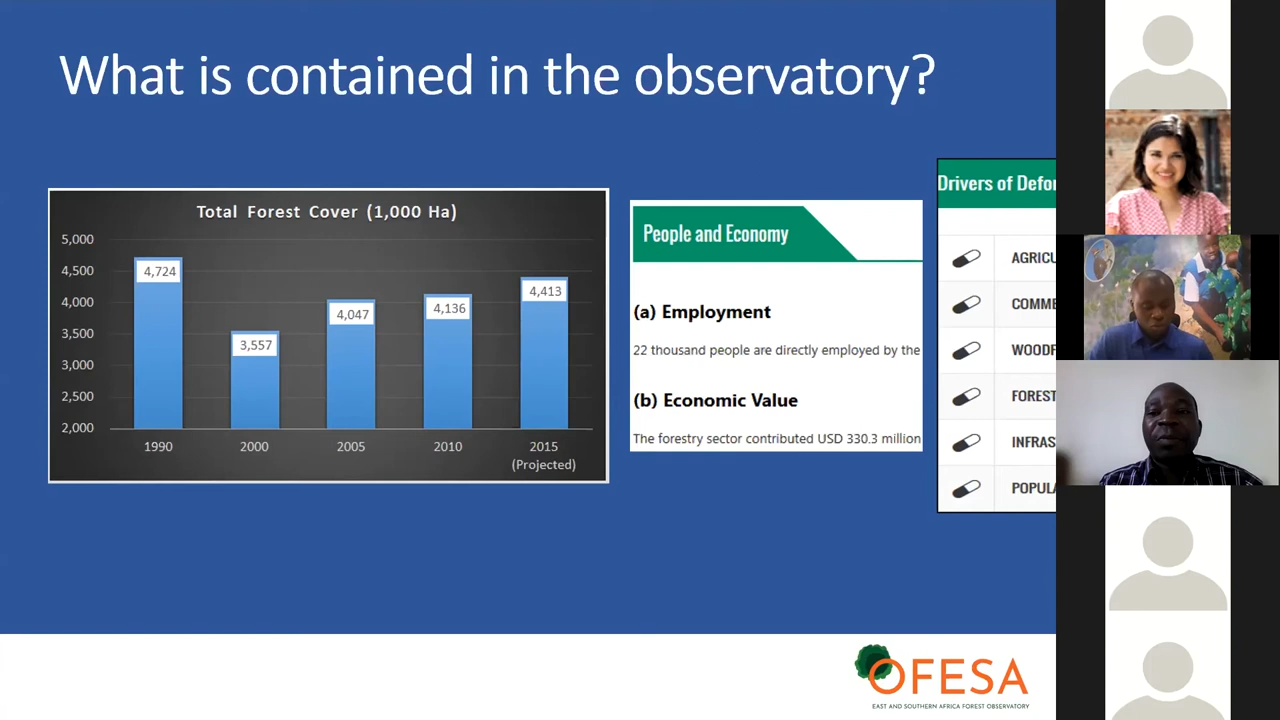 What is contained in the observatory?
Total Forest Cover (1,000 Ha)
5,000
4,500
4,000
3,500
3,000
2,500
2,000
4,724
3,557
4,047
4,136
4,413
1990
2000
2005
2010
2015
(Projected)
People and Economy
(a) Employment
22 thousand people are directly employed by the
(b) Economic Value
The forestry sector contributed USD 330.3 million
Drivers of Defo
AGRICU
COMME
WOODF
FOREST
INFRAS
POPULA
OFESA
EAST AND SOUTHERN AFRICA FOREST OBSERVATORY